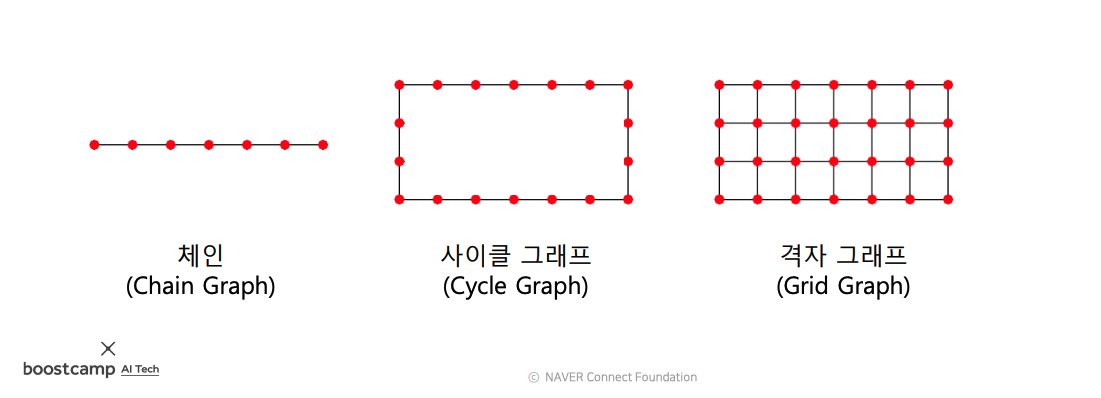 체인
(Chain Graph)
사이클 그래프
(Cycle Graph)
격자 그래프
(Grid Graph)
boostcamp AI Tech
© NAVER Connect Foundation